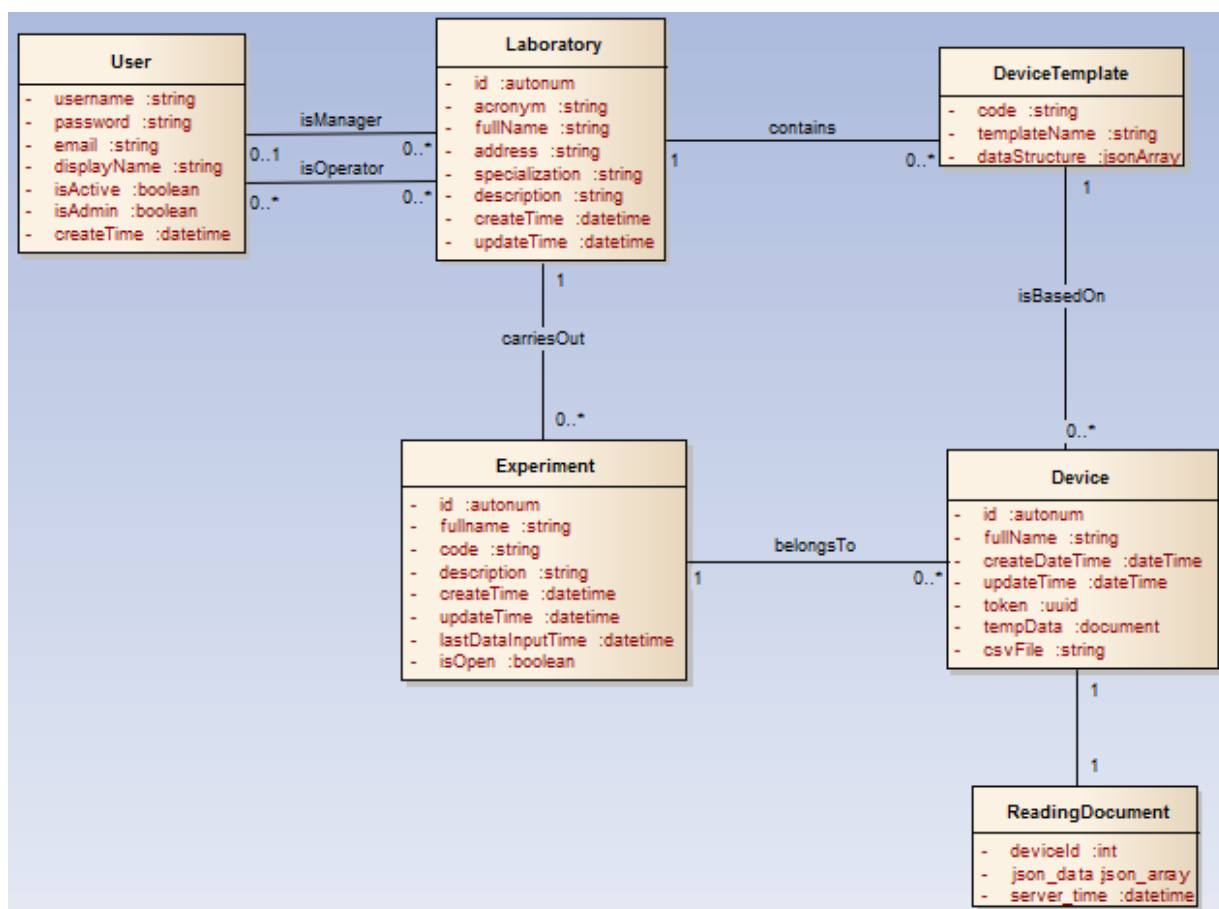 User
- username :string
- password :string
- email :string
- displayName :string
- isActive :boolean
- isAdmin :boolean
- createTime :datetime
isManager
0..1
0..*
isOperator
0..*
0..*
Laboratory
- id :autonum
- acronym :string
- fullName :string
- address :string
- specialization :string
- description :string
- createTime :datetime
- updateTime :datetime
contains
1
0..*
DeviceTemplate
- code :string
- templateName :string
- dataStructure :jsonArray
1
carriesOut
0..*
1
isBasedOn
0..*
Experiment
- id :autonum
- fullname :string
- code :string
- description :string
- createTime :datetime
- updateTime :datetime
- lastDataInputTime :datetime
- isOpen :boolean
belongsTo
1
0..*
Device
- id :autonum
- fullName :string
- createDateTime :dateTime
- updateTime :dateTime
- token :uuid
- tempData :document
- csvFile :string
1
1
ReadingDocument
- deviceId :int
- json_data json_array
- server_time :datetime